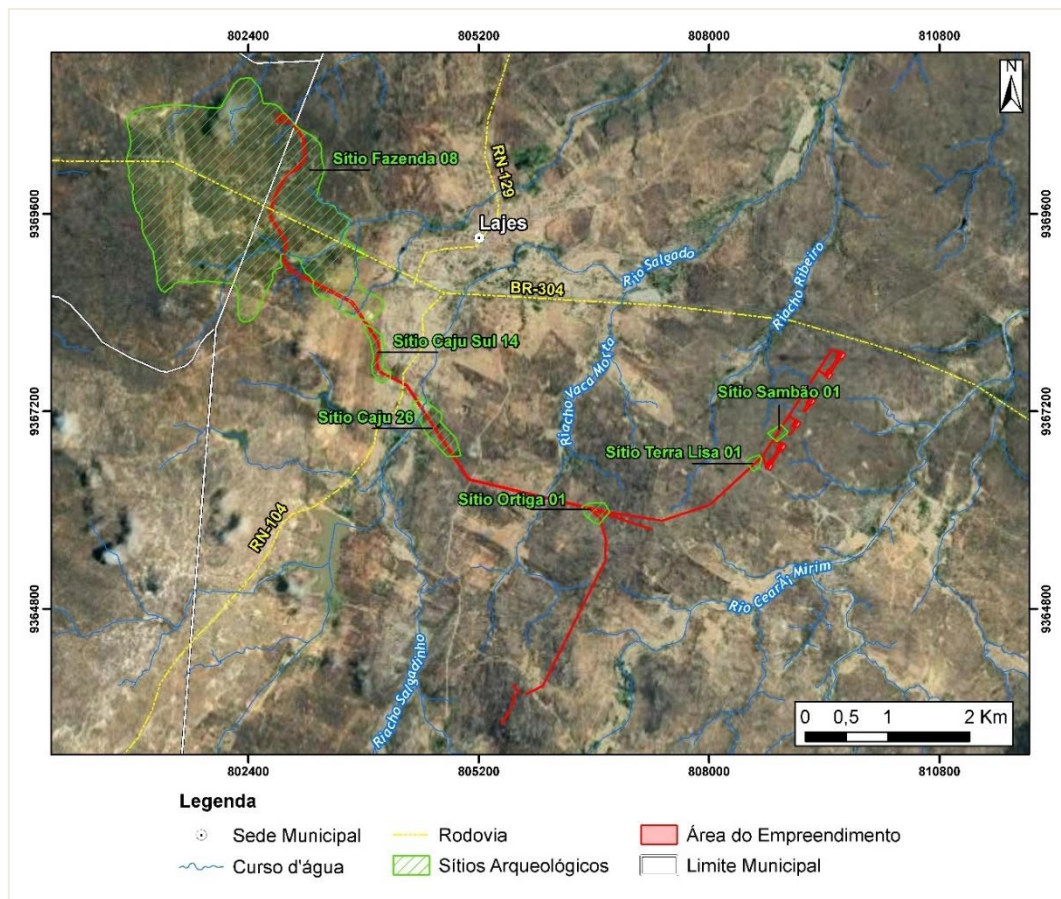 802400 805200 808000 810800
N
Sítio Fazenda 08
RN-129
9369600 9369600
Lajes
Rio Salgado
Riacho Ribeiro
BR-304
Sítio Caju Sul 14
Riacho Vaca Morta
9367200 9367200
Sítio Sambão 01
Sítio Caju 26
Sítio Terra Lisa 01
Sítio Ortiga 01
RN-104
Rio CearÃ¡ Mirim
9364800 9364800
Riacho Salgadinho
0 0,5 1 2 Km
802400 805200 808000 810800
Legenda
Sede Municipal Rodovia Área do Empreendimento
Curso d'água Sítios Arqueológicos Limite Municipal